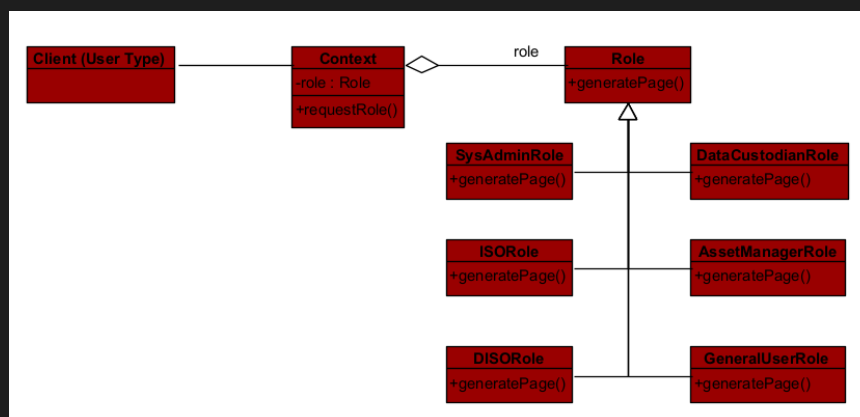 Client (User Type)
Context
-role : Role
+requestRole()
role
Role
+generatePage()
SysAdminRole
+generatePage()
DataCustodianRole
+generatePage()
ISORole
+generatePage()
AssetManagerRole
+generatePage()
DISORole
+generatePage()
GeneralUserRole
+generatePage()